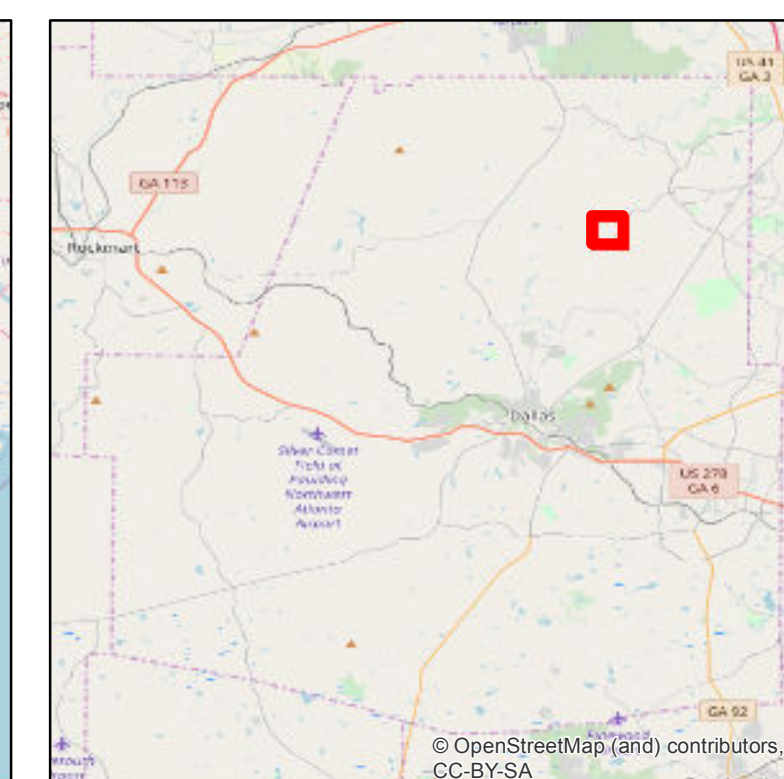 US 41
GA 3
GA 113
Rockmart
Dallas
Silver Comet
Field at
Paulding
Northwest
Atlanta
Airport
US 278
GA 6
GA 92
© OpenStreetMap (and) contributors,
CC-BY-SA